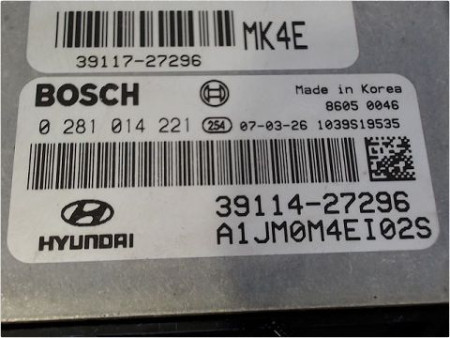 MK4E
39117-27296
BOSCH
Made in Korea
8605 0046
0 281 014 221 254 07-03-26 1039S19535
39114-27296
HYUNDAI A1JM0M4EI02S